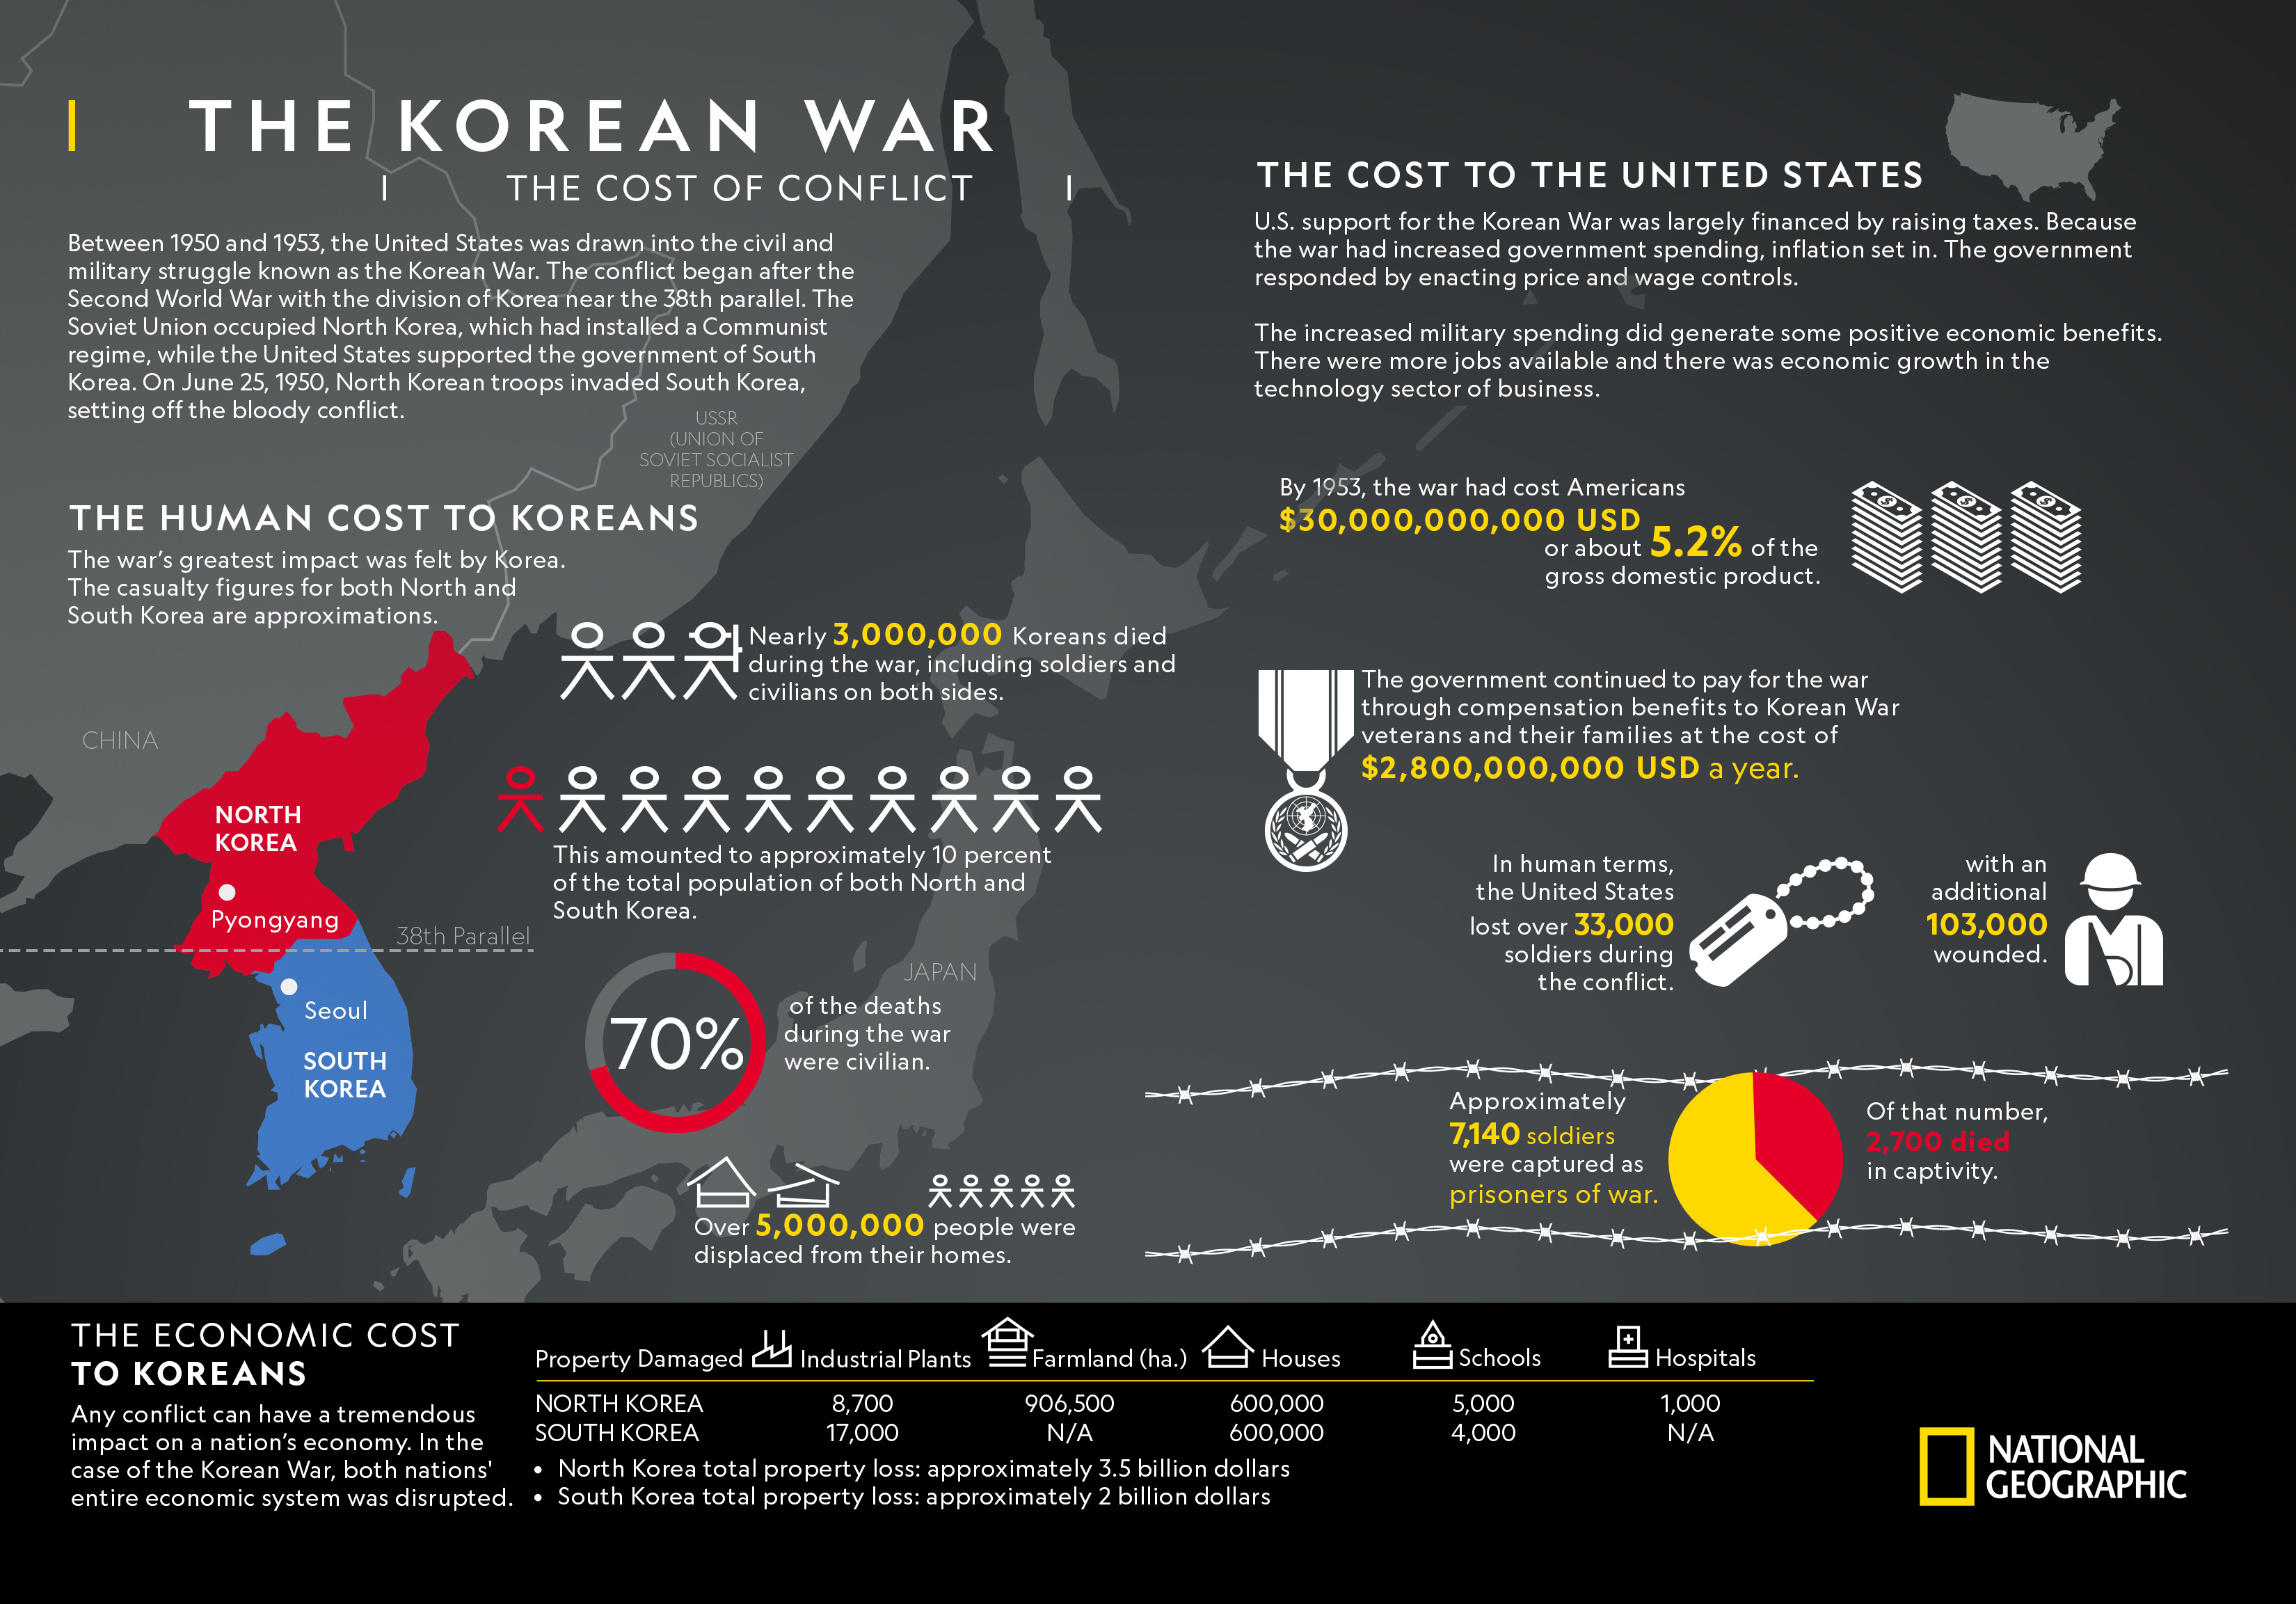 THE KOREAN WAR
THE COST OF CONFLICT
Between 1950 and 1953, the United States was drawn into the civil and
military struggle known as the Korean War. The conflict began after the
Second World War with the division of Korea near the 38th parallel. The
Soviet Union occupied North Korea, which had installed a Communist
regime, while the United States supported the government of South
Korea. On June 25, 1950, North Korean troops invaded South Korea,
setting off the bloody conflict.
USSR
(UNION OF
SOVIET SOCIALIST
REPUBLICS)
THE HUMAN COST TO KOREANS
The war's greatest impact was felt by Korea.
The casualty figures for both North and
South Korea are approximations.
Nearly 3,000,000 Koreans died
during the war, including soldiers and
civilians on both sides.
CHINA
NORTH
KOREA
Pyongyang
38th Parallel
Seoul
SOUTH
KOREA
This amounted to approximately 10 percent
of the total population of both North and
South Korea.
JAPAN
70%
of the deaths
during the war
were civilian.
Over 5,000,000 people were
displaced from their homes.
THE COST TO THE UNITED STATES
U.S. support for the Korean War was largely financed by raising taxes. Because
the war had increased government spending, inflation set in. The government
responded by enacting price and wage controls.
The increased military spending did generate some positive economic benefits.
There were more jobs available and there was economic growth in the
technology sector of business.
By 1953, the war had cost Americans
$30,000,000,000 USD
or about 5.2% of the
gross domestic product.
The government continued to pay for the war
through compensation benefits to Korean War
veterans and their families at the cost of
$2,800,000,000 USD a year.
In human terms,
the United States
lost over 33,000
soldiers during
the conflict.
with an
additional
103,000
wounded.
Approximately
7,140 soldiers
were captured as
prisoners of war.
Of that number,
2,700 died
in captivity.
THE ECONOMIC COST
TO KOREANS
Any conflict can have a tremendous
impact on a nation's economy. In the
case of the Korean War, both nations'
entire economic system was disrupted.
Property Damaged Industrial Plants Farmland (ha.) Houses Schools Hospitals
NORTH KOREA 8,700 906,500 600,000 5,000 1,000
SOUTH KOREA 17,000 N/A 600,000 4,000 N/A
• North Korea total property loss: approximately 3.5 billion dollars
• South Korea total property loss: approximately 2 billion dollars
NATIONAL
GEOGRAPHIC